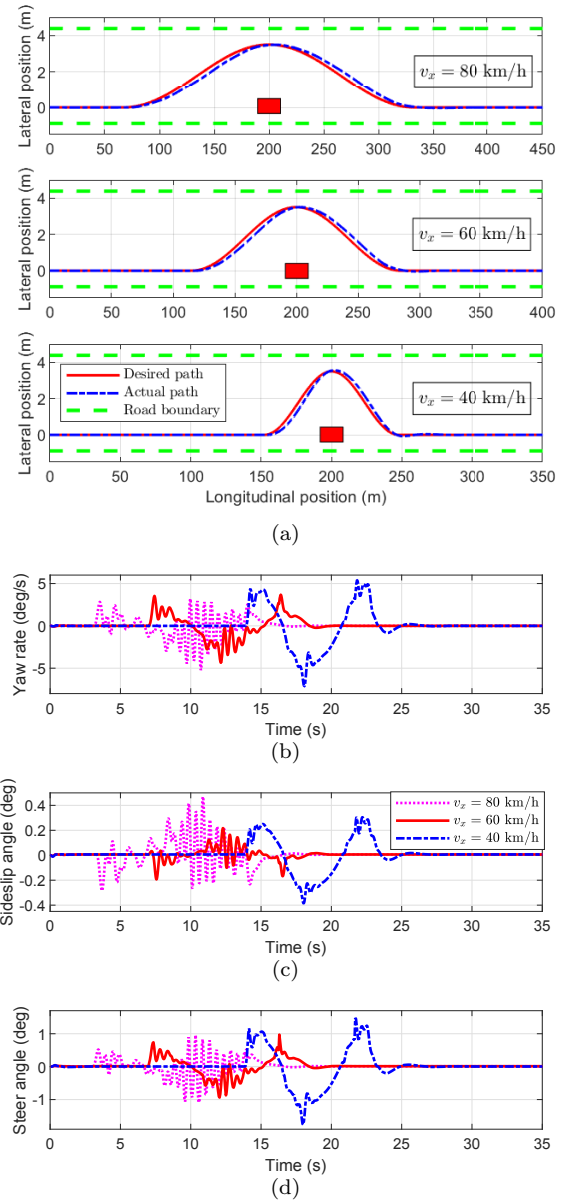 Lateral position (m)
4
2
0
v_x = 80 km/h
0 50 100 150 200 250 300 350 400 450
Lateral position (m)
4
2
0
v_x = 60 km/h
0 50 100 150 200 250 300 350 400
Lateral position (m)
4
2
0
Desired path
Actual path
Road boundary
v_x = 40 km/h
0 50 100 150 200 250 300 350 400
Longitudinal position (m)
(a)
Yaw rate (deg/s)
5
0
-5
0 5 10 15 20 25 30 35
Time (s)
(b)
Sideslip angle (deg)
0.4
0.2
0
-0.2
-0.4
v_x = 80 km/h
v_x = 60 km/h
v_x = 40 km/h
0 5 10 15 20 25 30 35
Time (s)
(c)
Steer angle (deg)
1
0
-1
0 5 10 15 20 25 30 35
Time (s)
(d)